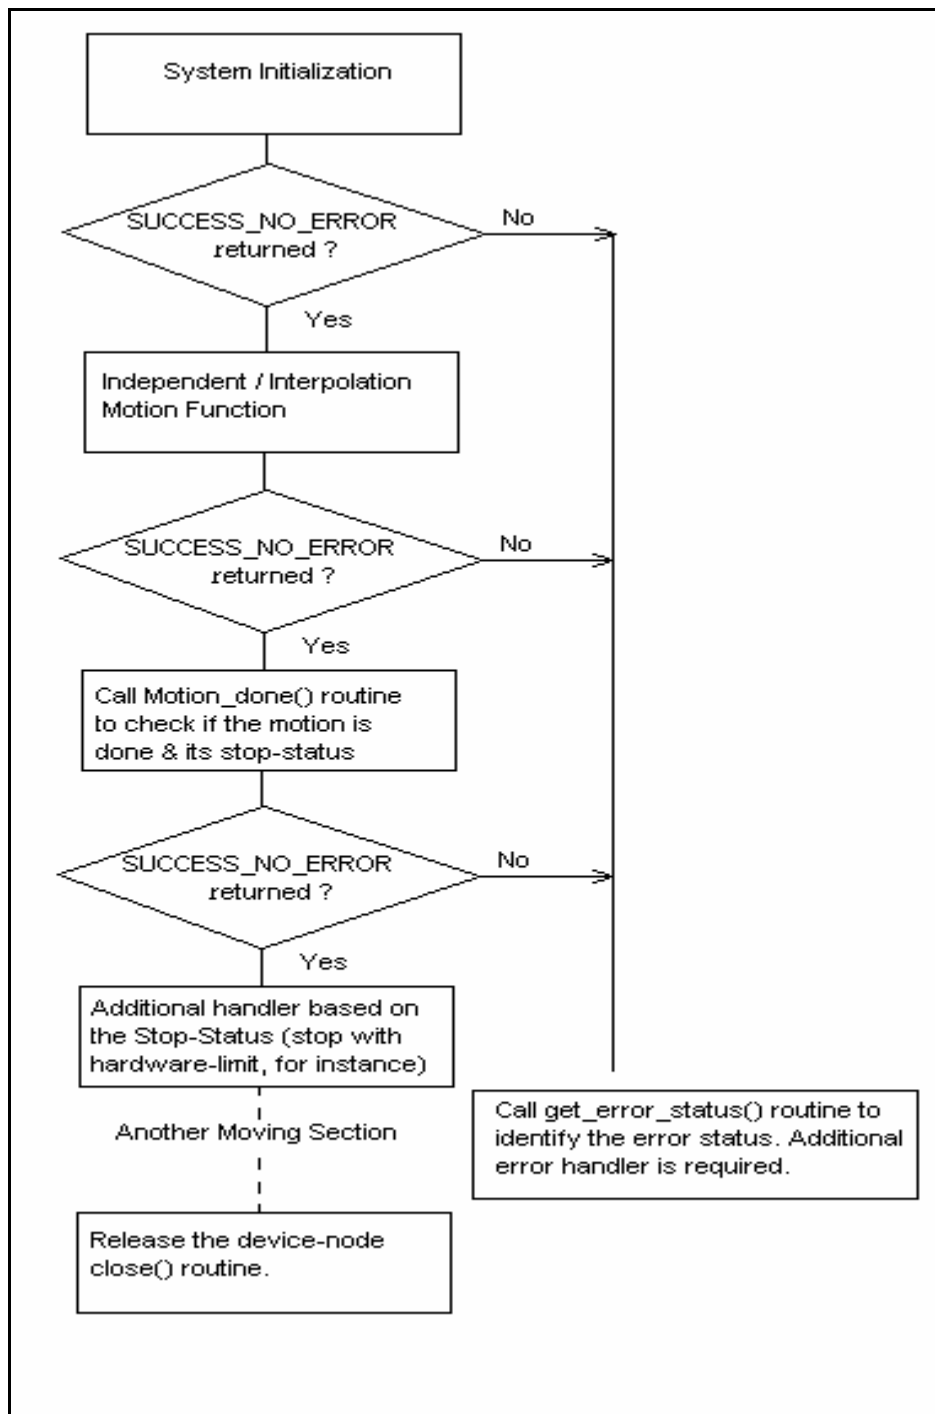 System Initialization
SUCCESS_NO_ERROR
returned ?
No
Yes
Independent / Interpolation
Motion Function
SUCCESS_NO_ERROR
returned ?
No
Yes
Call Motion_done() routine
to check if the motion is
done & its stop-status
SUCCESS_NO_ERROR
returned ?
No
Yes
Additional handler based on
the Stop-Status (stop with
hardware-limit, for instance)
Another Moving Section
Call get_error_status() routine to
identify the error status. Additional
error handler is required.
Release the device-node
close() routine.